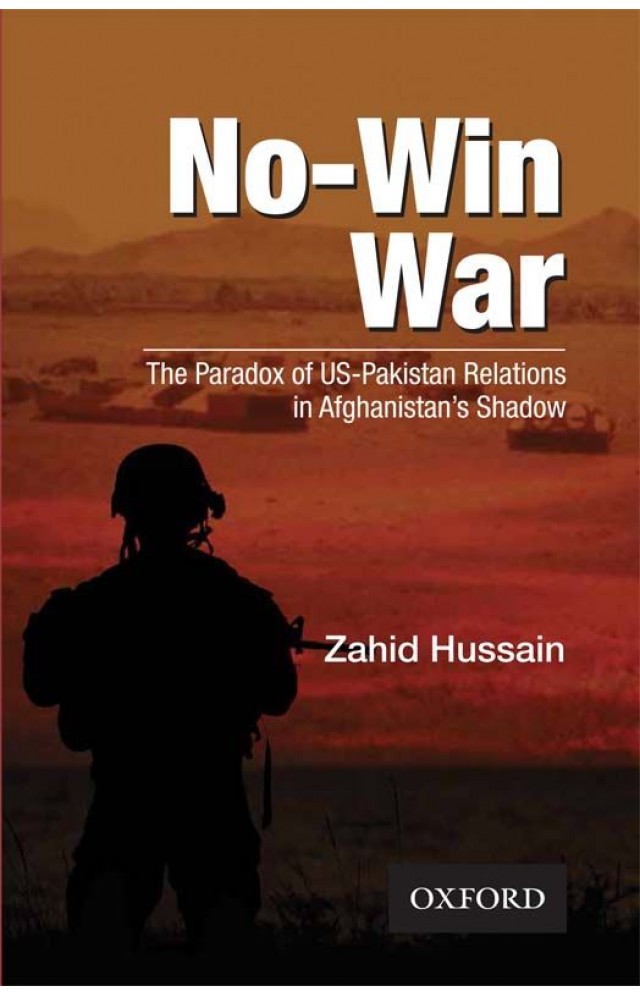 No-Win
War
The Paradox of US-Pakistan Relations
in Afghanistan's Shadow
Zahid Hussain
OXFORD